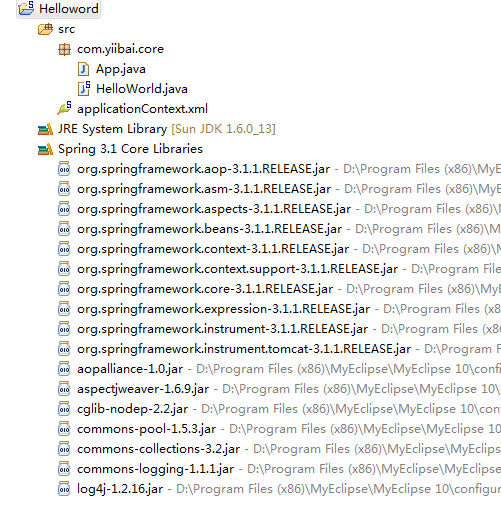 Helloword
src
com.yiibai.core
App.java
HelloWorld.java
applicationContext.xml
JRE System Library [Sun JDK 1.6.0_13]
Spring 3.1 Core Libraries
org.springframework.aop-3.1.1.RELEASE.jar - D:\Program Files (x86)\MyE
org.springframework.asm-3.1.1.RELEASE.jar - D:\Program Files (x86)\MyE
org.springframework.aspects-3.1.1.RELEASE.jar - D:\Program Files (x86)
org.springframework.beans-3.1.1.RELEASE.jar - D:\Program Files (x86)\M
org.springframework.context-3.1.1.RELEASE.jar - D:\Program Files (x86)
org.springframework.context.support-3.1.1.RELEASE.jar - D:\Program File
org.springframework.core-3.1.1.RELEASE.jar - D:\Program Files (x86)\My
org.springframework.expression-3.1.1.RELEASE.jar - D:\Program Files (x8
org.springframework.instrument-3.1.1.RELEASE.jar - D:\Program Files (x8
org.springframework.instrument.tomcat-3.1.1.RELEASE.jar - D:\Program F
aopalliance-1.0.jar - D:\Program Files (x86)\MyEclipse\MyEclipse 10\confi
aspectjweaver-1.6.9.jar - D:\Program Files (x86)\MyEclipse\MyEclipse 10\
cglib-nodep-2.2.jar - D:\Program Files (x86)\MyEclipse\MyEclipse 10\con
commons-pool-1.5.3.jar - D:\Program Files (x86)\MyEclipse\MyEclipse 10
commons-collections-3.2.jar - D:\Program Files (x86)\MyEclipse\MyEclips
commons-logging-1.1.1.jar - D:\Program Files (x86)\MyEclipse\MyEclipse
log4j-1.2.16.jar - D:\Program Files (x86)\MyEclipse\MyEclipse 10\configur